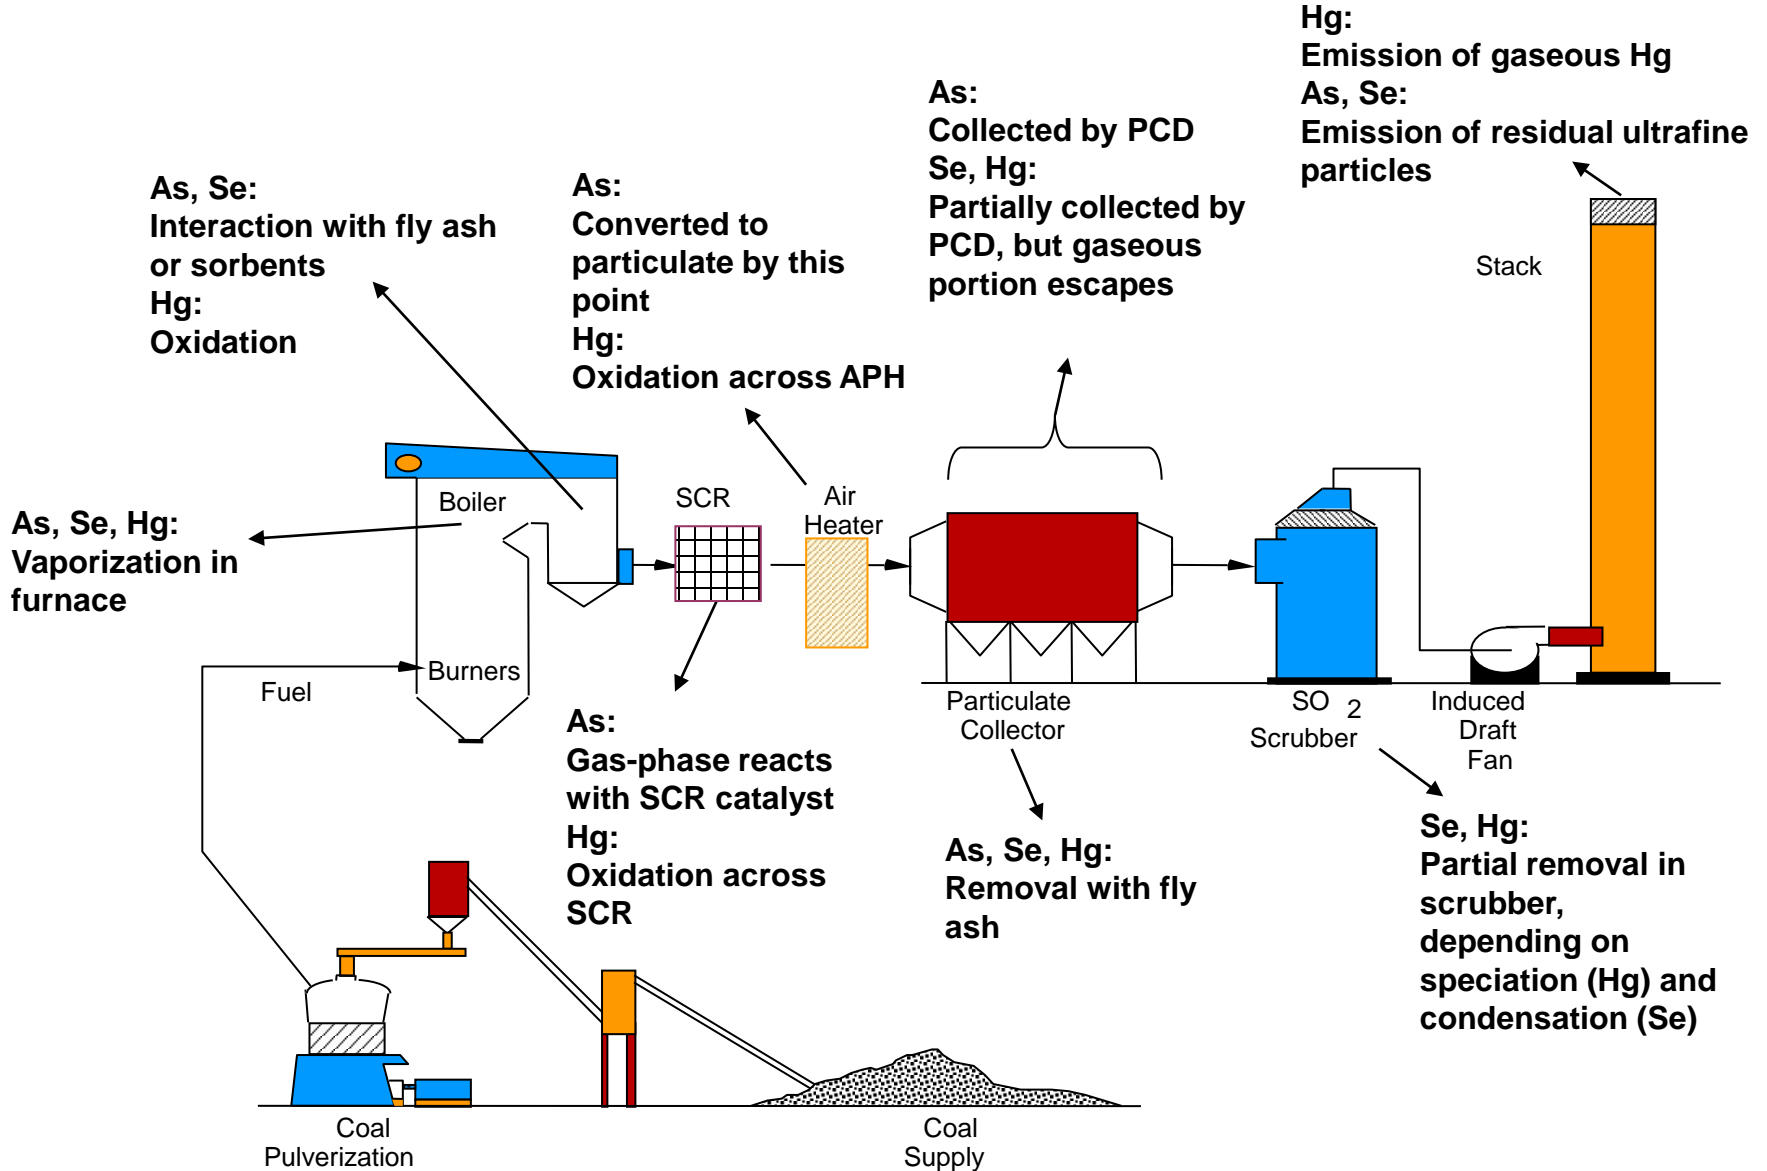 Hg:
Emission of gaseous Hg
As, Se:
Emission of residual ultrafine
particles
As:
Collected by PCD
Se, Hg:
Partially collected by
PCD, but gaseous
portion escapes
As, Se:
Interaction with fly ash
or sorbents
Hg:
Oxidation
As:
Converted to
particulate by this
point
Hg:
Oxidation across APH
Stack
As, Se, Hg:
Vaporization in
furnace
Boiler
SCR
Air
Heater
Burners
Fuel
Particulate
Collector
SO 2
Scrubber
Induced
Draft
Fan
As:
Gas-phase reacts
with SCR catalyst
Hg:
Oxidation across
SCR
As, Se, Hg:
Removal with fly
ash
Se, Hg:
Partial removal in
scrubber,
depending on
speciation (Hg) and
condensation (Se)
Coal
Pulverization
Coal
Supply